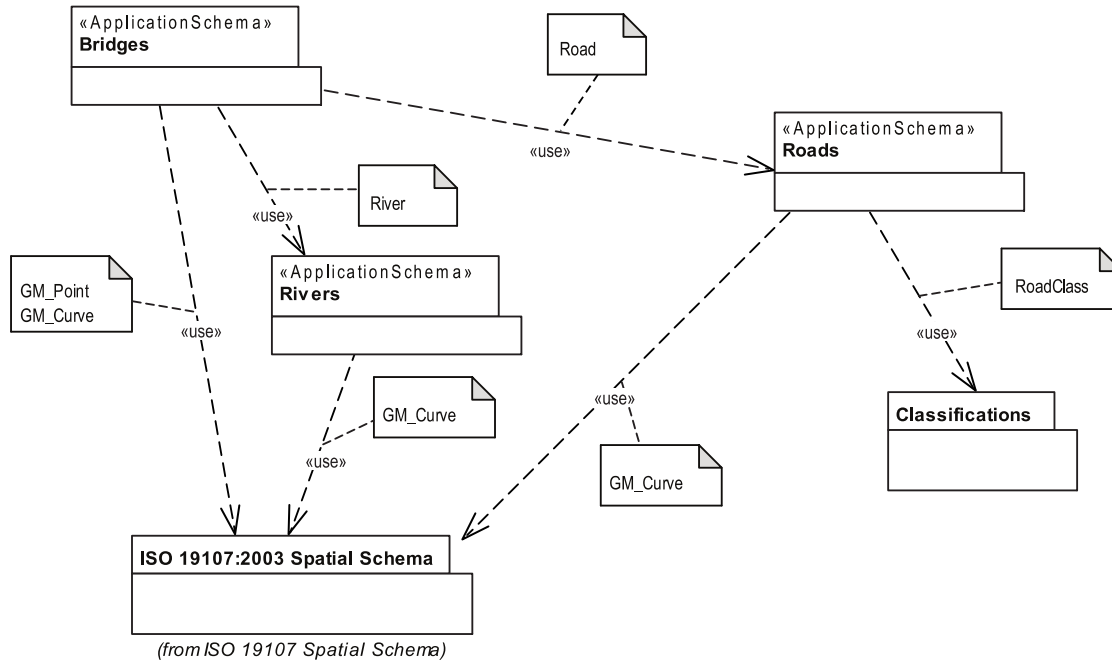 «ApplicationSchema»
Bridges
Road
«use»
«ApplicationSchema»
Roads
River
«use»
GM_Point
GM_Curve
«use»
«ApplicationSchema»
Rivers
RoadClass
«use»
GM_Curve
«use»
«use»
GM_Curve
Classifications
ISO 19107:2003 Spatial Schema
(from ISO 19107 Spatial Schema)